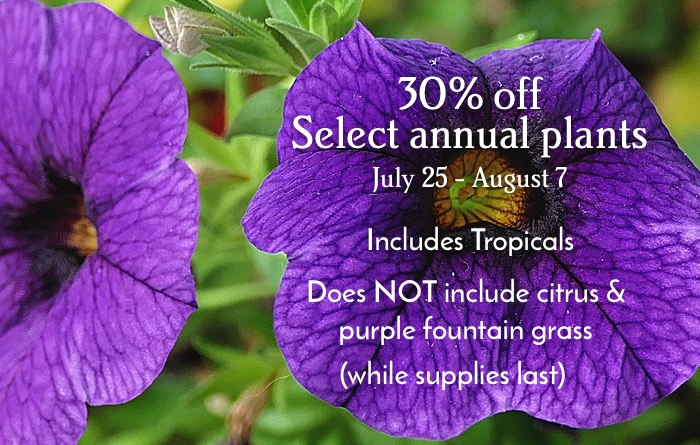 30% off
Select annual plants
July 25 - August 7
Includes Tropicals
Does NOT include citrus &
purple fountain grass
(while supplies last)